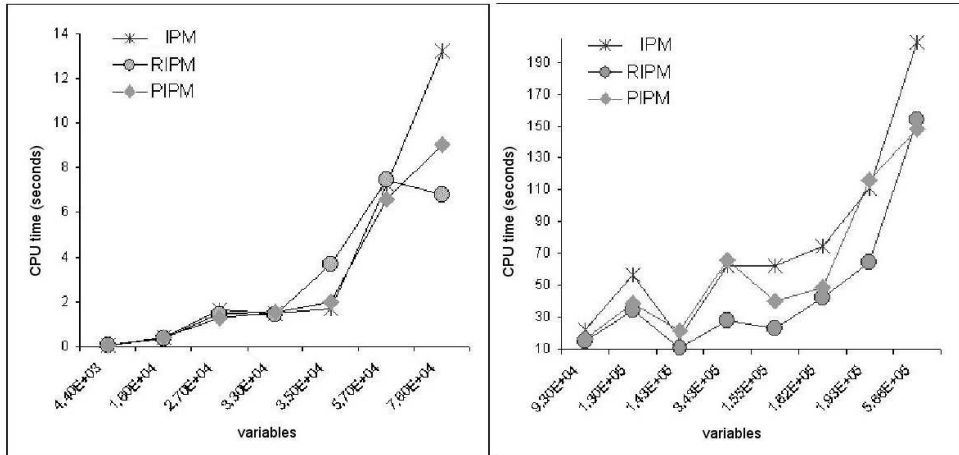 14
12
10
8
6
4
2
0
CPU time (seconds)
IPM
RIPM
PIPM
4,40E+03
1,60E+04
2,70E+04
3,30E+04
3,50E+04
5,70E+04
7,60E+04
variables
190
170
150
130
110
90
70
50
30
10
CPU time (seconds)
IPM
RIPM
PIPM
9,30E+04
1,30E+05
1,43E+05
3,43E+05
1,55E+05
1,62E+05
1,93E+05
5,66E+05
variables